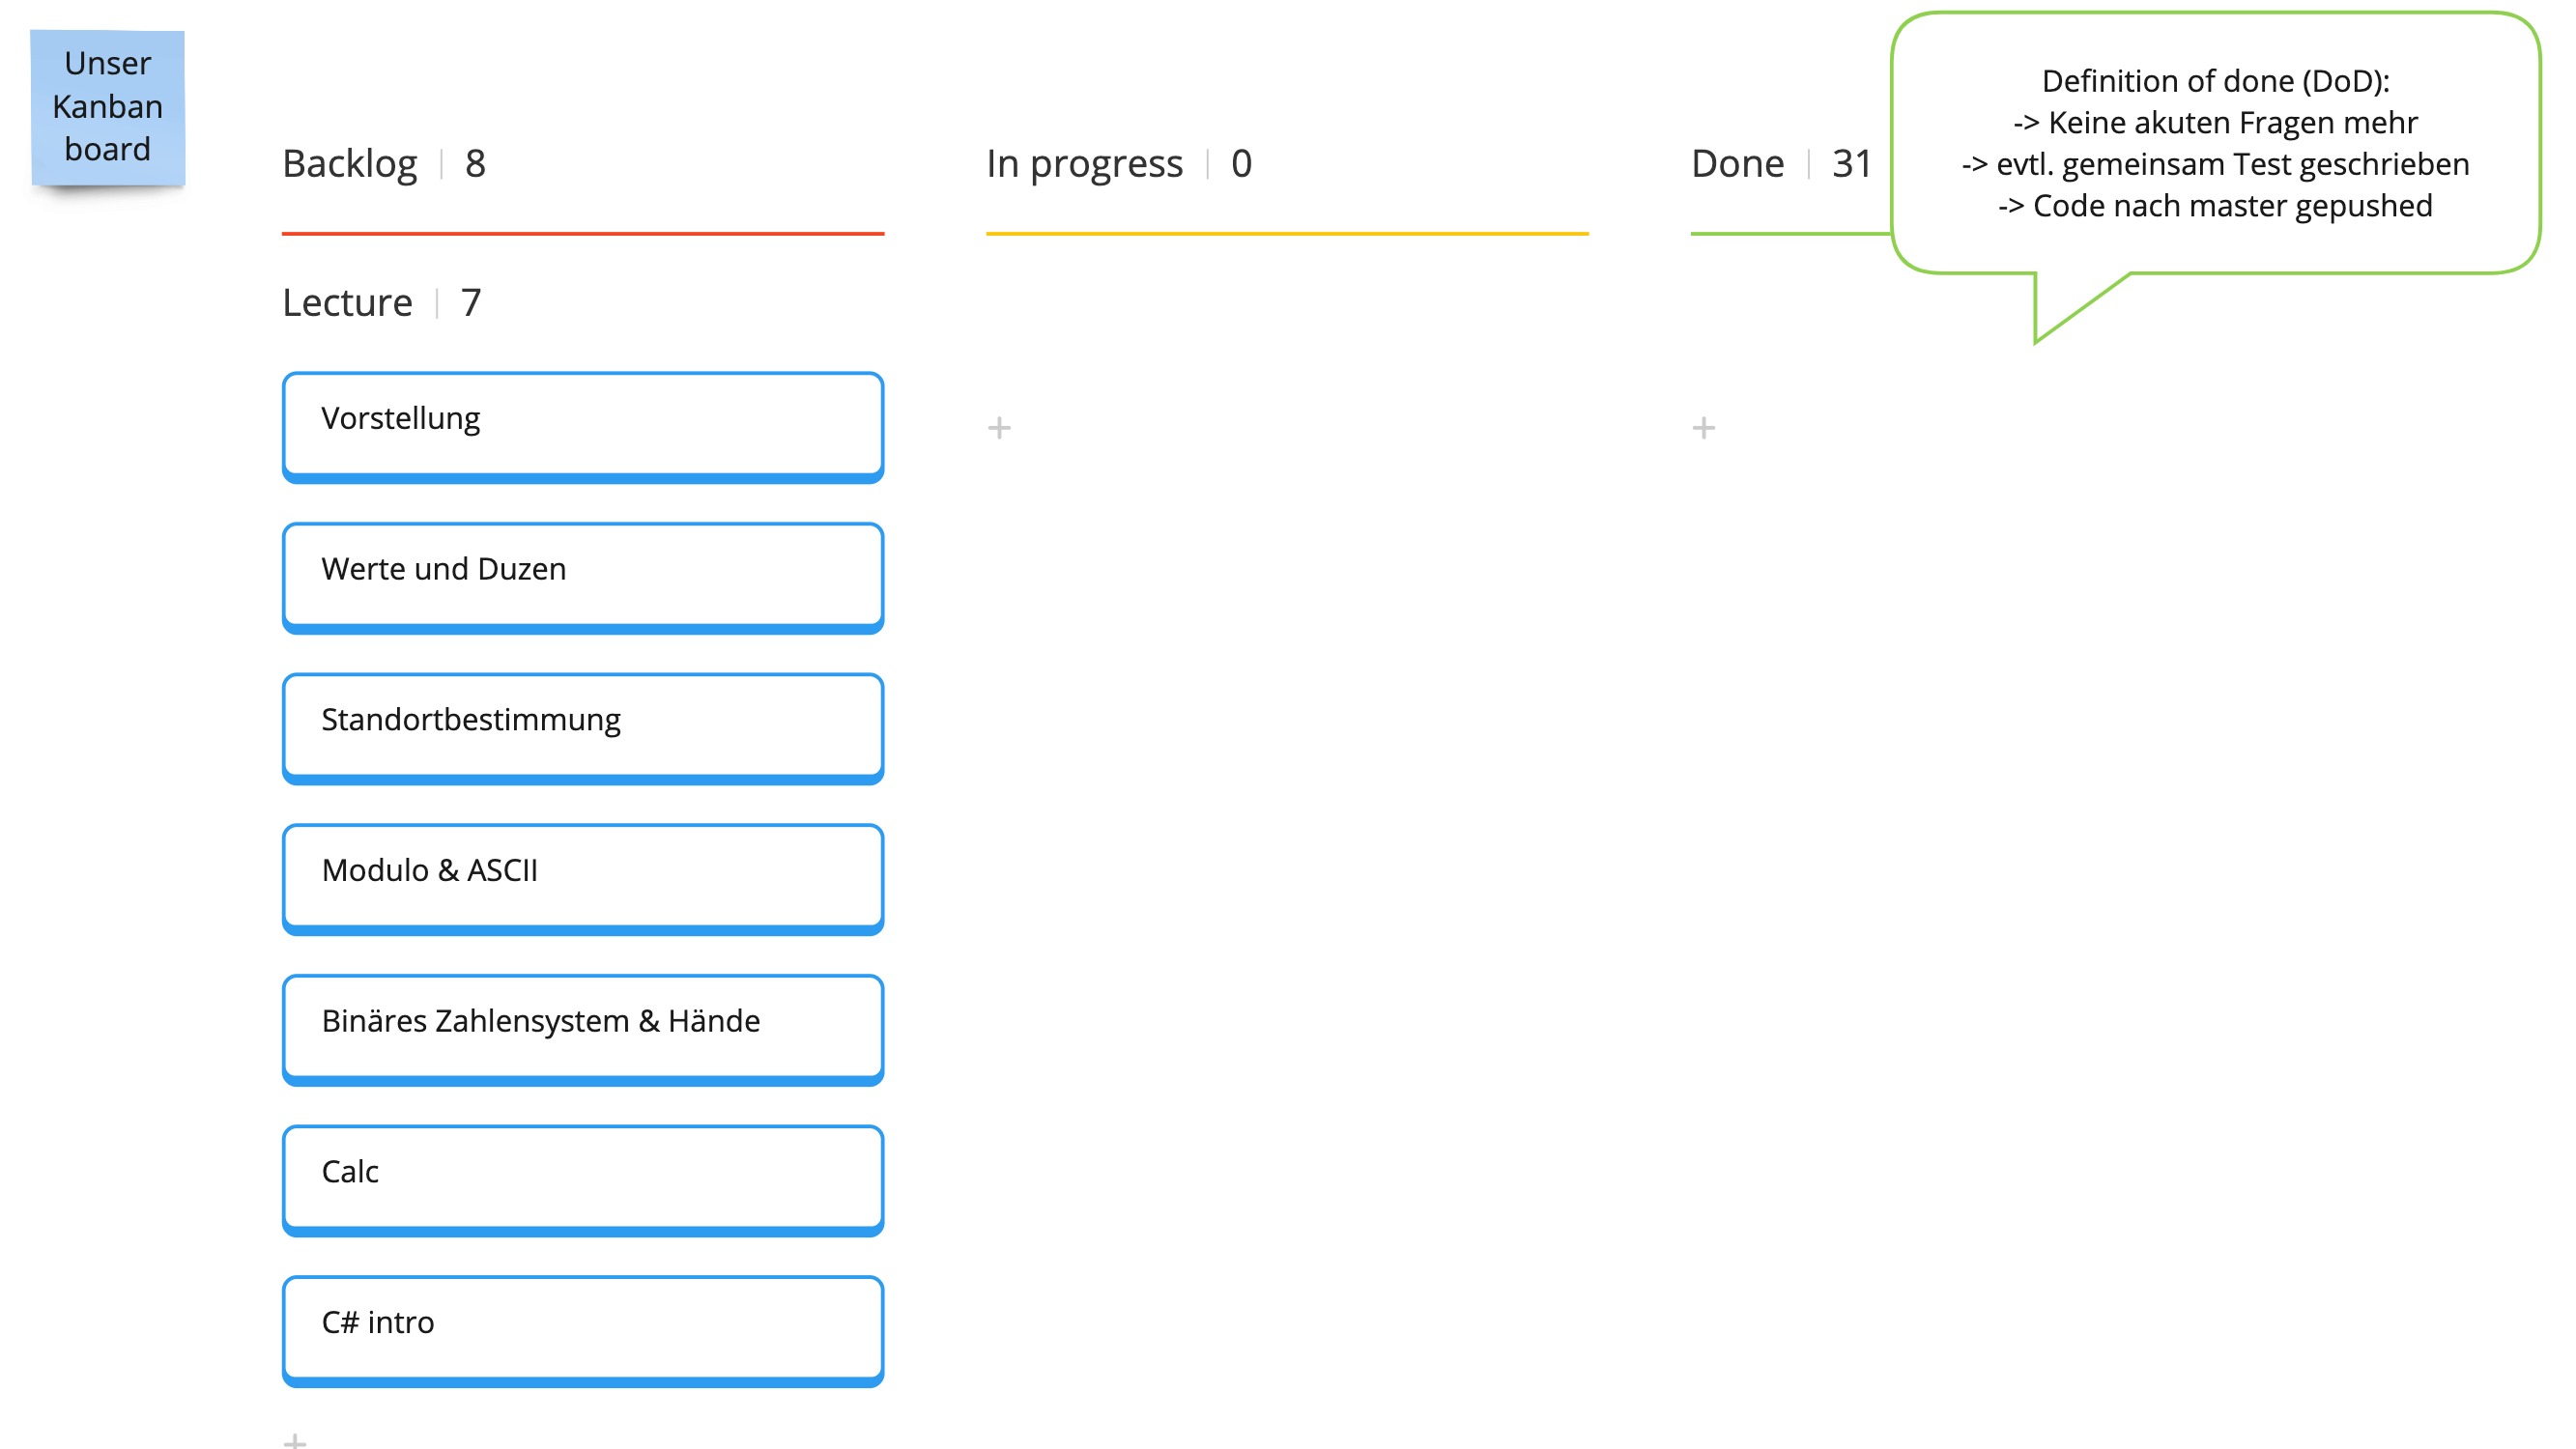 Unser
Kanban
board
Backlog | 8
In progress | 0
Done | 31
Definition of done (DoD):
-> Keine akuten Fragen mehr
-> evtl. gemeinsam Test geschrieben
-> Code nach master gepushed
Lecture | 7
Vorstellung
Werte und Duzen
Standortbestimmung
Modulo & ASCII
Binäres Zahlensystem & Hände
Calc
C# intro